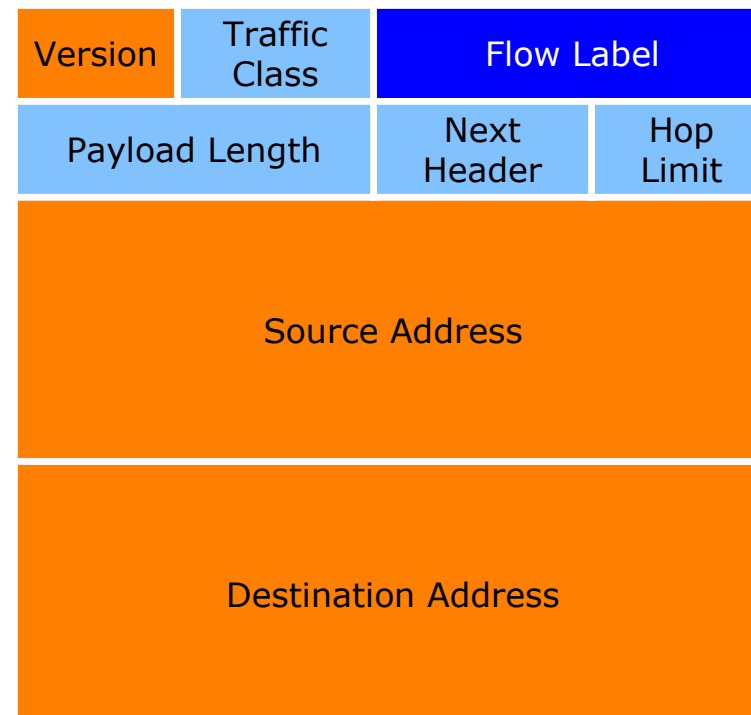 Version
Traffic
Class
Flow Label
Payload Length
Next
Header
Hop
Limit
Source Address
Destination Address